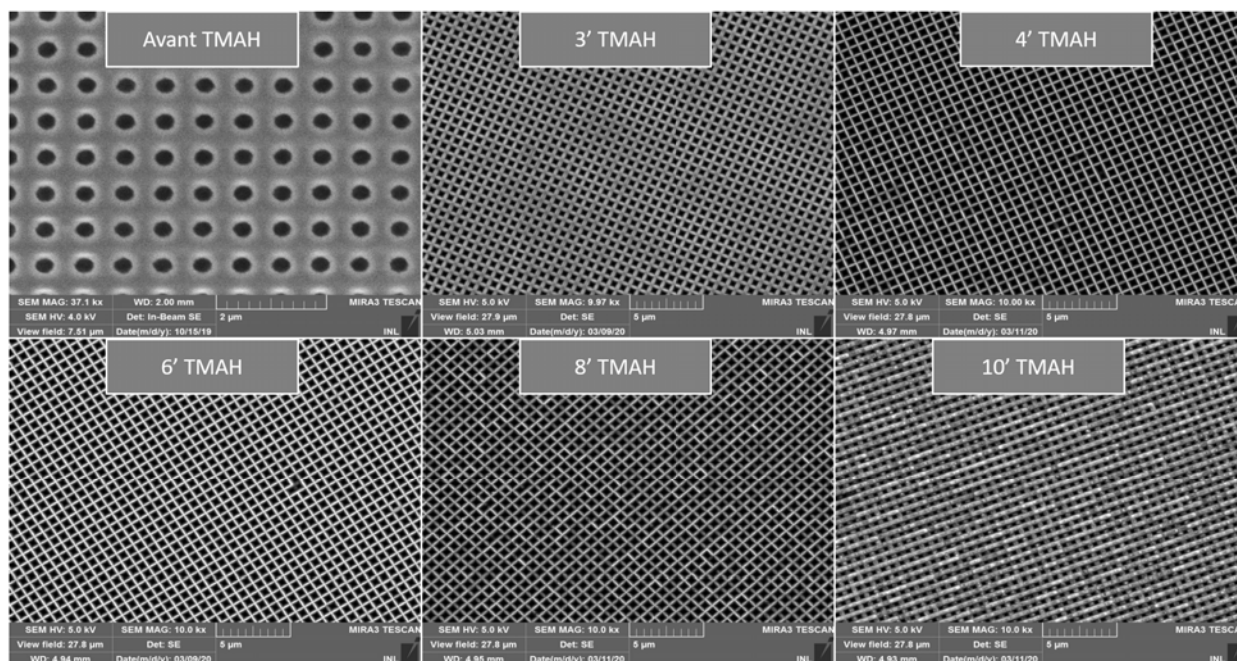 Avant TMAH
SEM MAG: 37.1 kx WD: 2.00 mm MIRA3 TESCAN
SEM HV: 4.0 kV Det: In-Beam SE 2 µm
View field: 7.51 µm Date(m/d/y): 10/15/19 INL
3' TMAH
SEM HV: 5.0 kV SEM MAG: 9.97 kx MIRA3 TESCAN
View field: 27.9 µm Det: SE 5 µm
WD: 5.03 mm Date(m/d/y): 03/09/20 INL
4' TMAH
SEM HV: 5.0 kV SEM MAG: 10.00 kx MIRA3 TESCAN
View field: 27.8 µm Det: SE 5 µm
WD: 4.97 mm Date(m/d/y): 03/11/20 INL
6' TMAH
SEM HV: 5.0 kV SEM MAG: 10.0 kx MIRA3 TESCAN
View field: 27.8 µm Det: SE 5 µm
WD: 4.94 mm Date(m/d/y): 03/09/20 INL
8' TMAH
SEM HV: 5.0 kV SEM MAG: 10.0 kx MIRA3 TESCAN
View field: 27.8 µm Det: SE 5 µm
WD: 4.95 mm Date(m/d/y): 03/11/20 INL
10' TMAH
SEM HV: 5.0 kV SEM MAG: 10.0 kx MIRA3 TESCAN
View field: 27.8 µm Det: SE 5 µm
WD: 4.93 mm Date(m/d/y): 03/11/20 INL